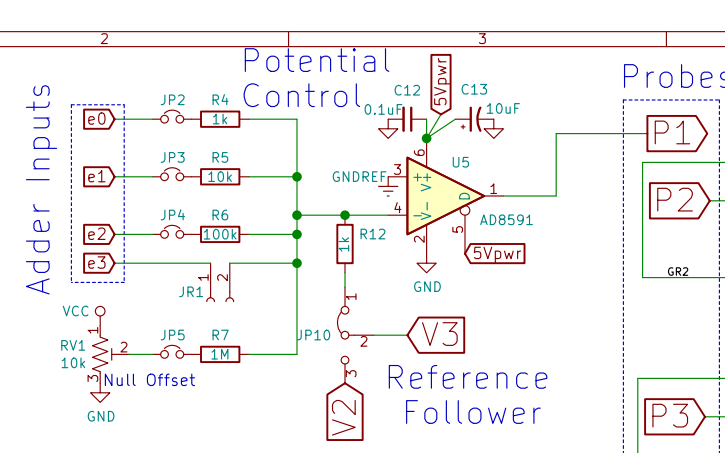 2
3
Potential
Control
Probes
Adder Inputs
e0
JP2
R4
1k
e1
JP3
R5
10k
e2
JP4
R6
100k
e3
1
2
JR1
VCC
1
RV1
10k
2
3
GND
Null Offset
JP5
R7
1M
C12
0.1uF
5Vpwr
C13
10uF
+
GNDREF
3
4
6
U5
+
V+
-
V-
D
1
AD8591
2
5
5Vpwr
GND
1k
R12
1
JP10
2
3
V3
V2
Reference
Follower
P1
P2
GR2
P3